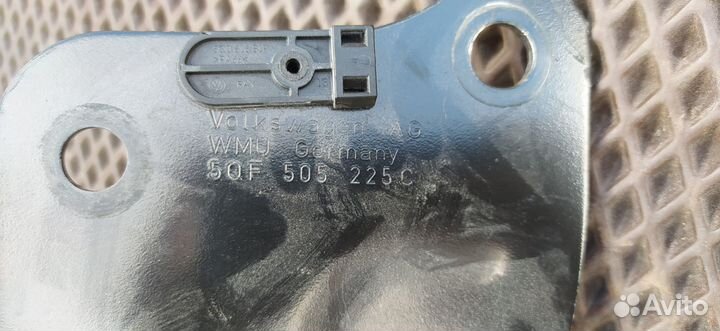 Volkswagen AG
WMU Germany
5QF 505 225C
Avito